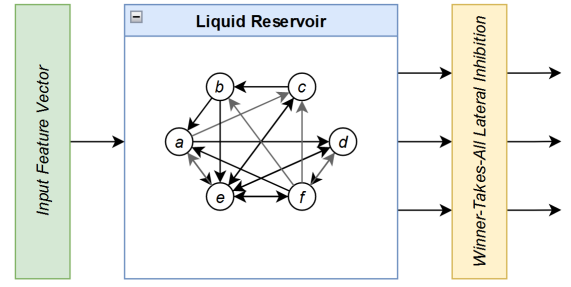 Input Feature Vector
Liquid Reservoir
b
c
a
d
e
f
Winner-Takes-All Lateral Inhibition